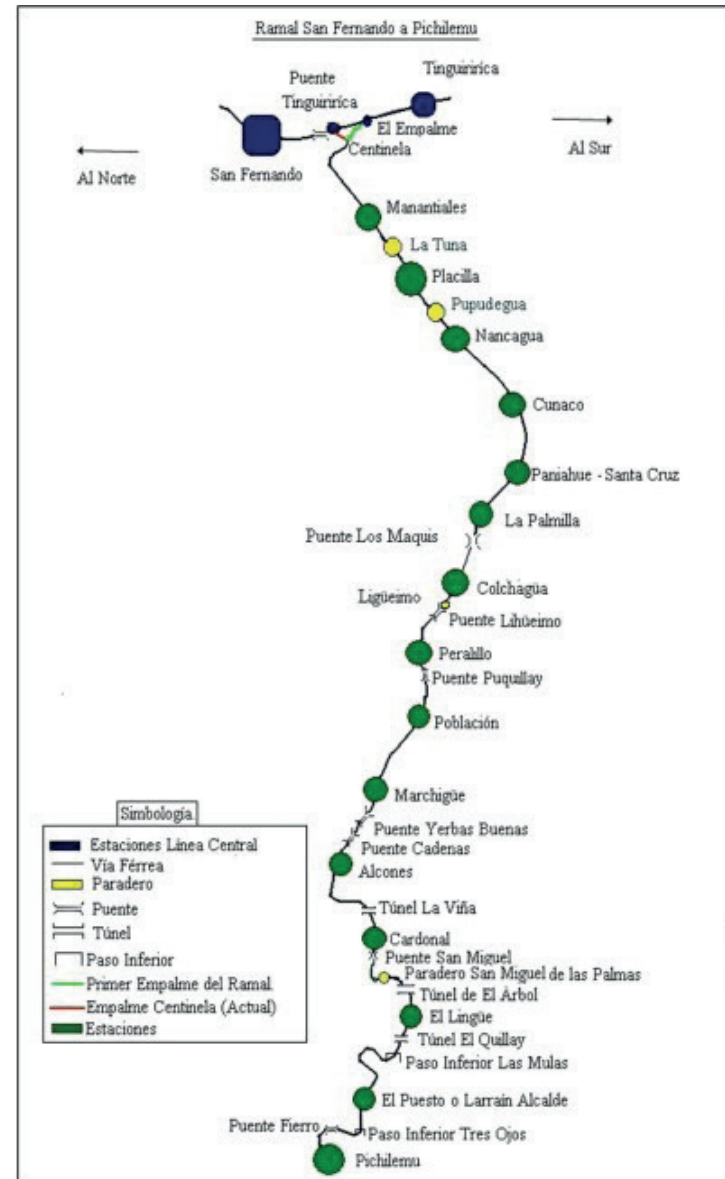 Ramal San Fernando a Pichilemu
Puente
Tinguiririca
Tinguiririca
El Empalme
Centinela
Al Norte
San Fernando
Al Sur
Manantiales
La Tuna
Placilla
Pupudegua
Nancagua
Cunaco
Paniahue - Santa Cruz
La Palmilla
Puente Los Maquis
Colchagua
Ligüeimo
Puente Lihüeimo
Peralillo
Puente Puquillay
Población
Marchigüe
Puente Yerbas Buenas
Puente Cadenas
Alcones
Túnel La Viña
Cardonal
Puente San Miguel
Paradero San Miguel de las Palmas
Túnel de El Árbol
El Lingüe
Túnel El Quillay
Paso Inferior Las Mulas
El Puesto o Larraín Alcalde
Puente Fierro
Paso Inferior Tres Ojos
Pichilemu
Simbología
Estaciones Línea Central
Vía Férrea
Paradero
Puente
Túnel
Paso Inferior
Primer Empalme del Ramal
Empalme Centinela (Actual)
Estaciones